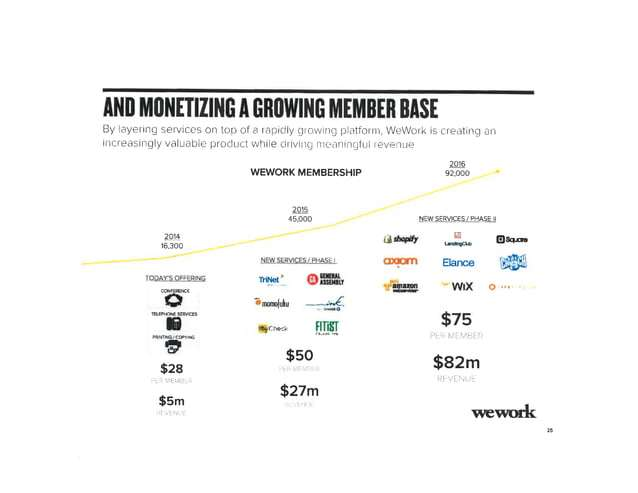 AND MONETIZING A GROWING MEMBER BASE
By layering services on top of a rapidly growing platform, WeWork is creating an
increasingly valuable product while driving meaningful revenue
WEWORK MEMBERSHIP
2016
92,000
2015
45,000
2014
16,300
TODAY'S OFFERING
CONFERENCE
TELEPHONE SERVICES
PRINTING / COPYING
$28
PER MEMBER
$5m
REVENUE
NEW SERVICES / PHASE I
TriNet
GA GENERAL ASSEMBLY
momofuku
Check
FITiST
$50
PER MEMBER
$27m
REVENUE
NEW SERVICES / PHASE II
shopify
LendingClub
Square
axiom
Elance
amazon
WiX
$75
PER MEMBER
$82m
REVENUE
wework
25